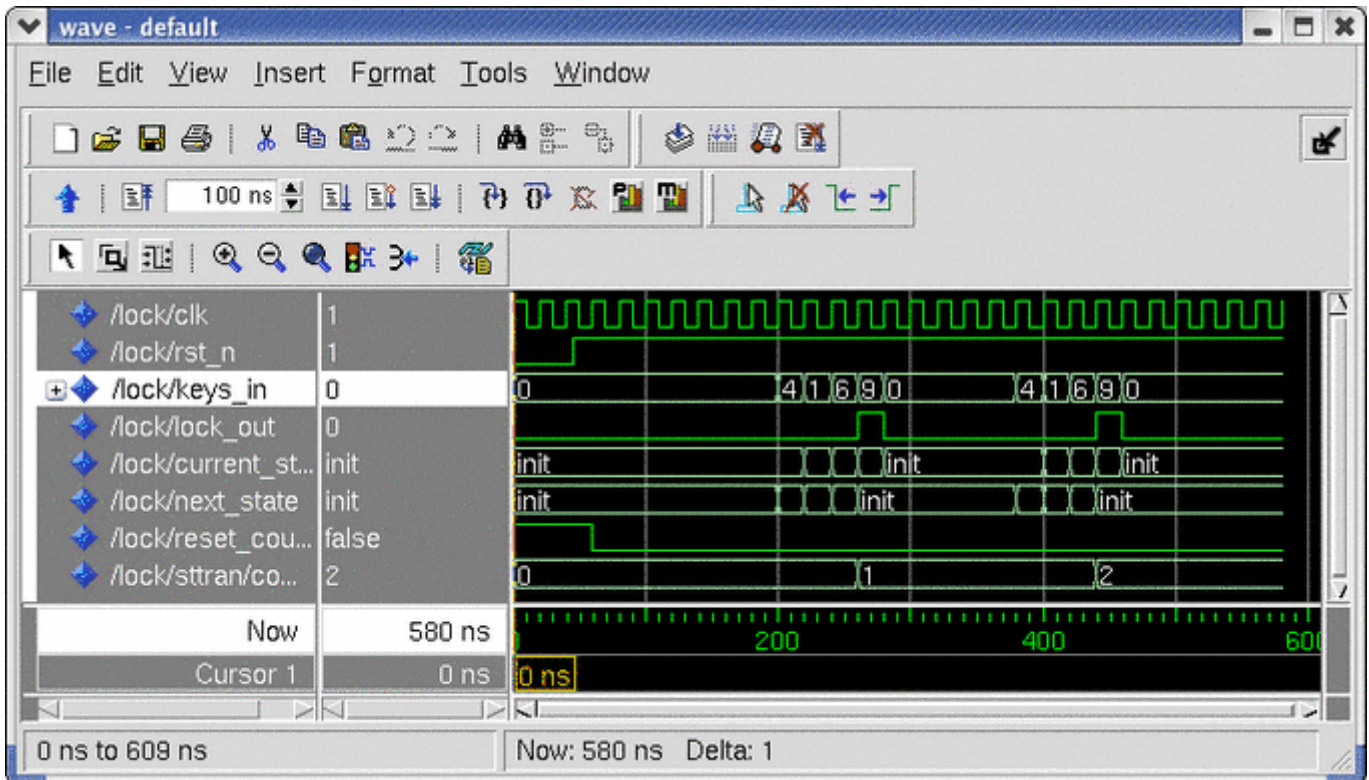 wave - default
File Edit View Insert Format Tools Window
100 ns
/lock/clk 1
/lock/rst_n 1
/lock/keys_in 0 0 4 1 6 9 0 4 1 6 9 0
/lock/lock_out 0
/lock/current_st... init init init init
/lock/next_state init init init init
/lock/reset_cou... false
/lock/sttran/co... 2 0 1 2
Now 580 ns 200 400 600
Cursor 1 0 ns 0 ns
0 ns to 609 ns Now: 580 ns Delta: 1